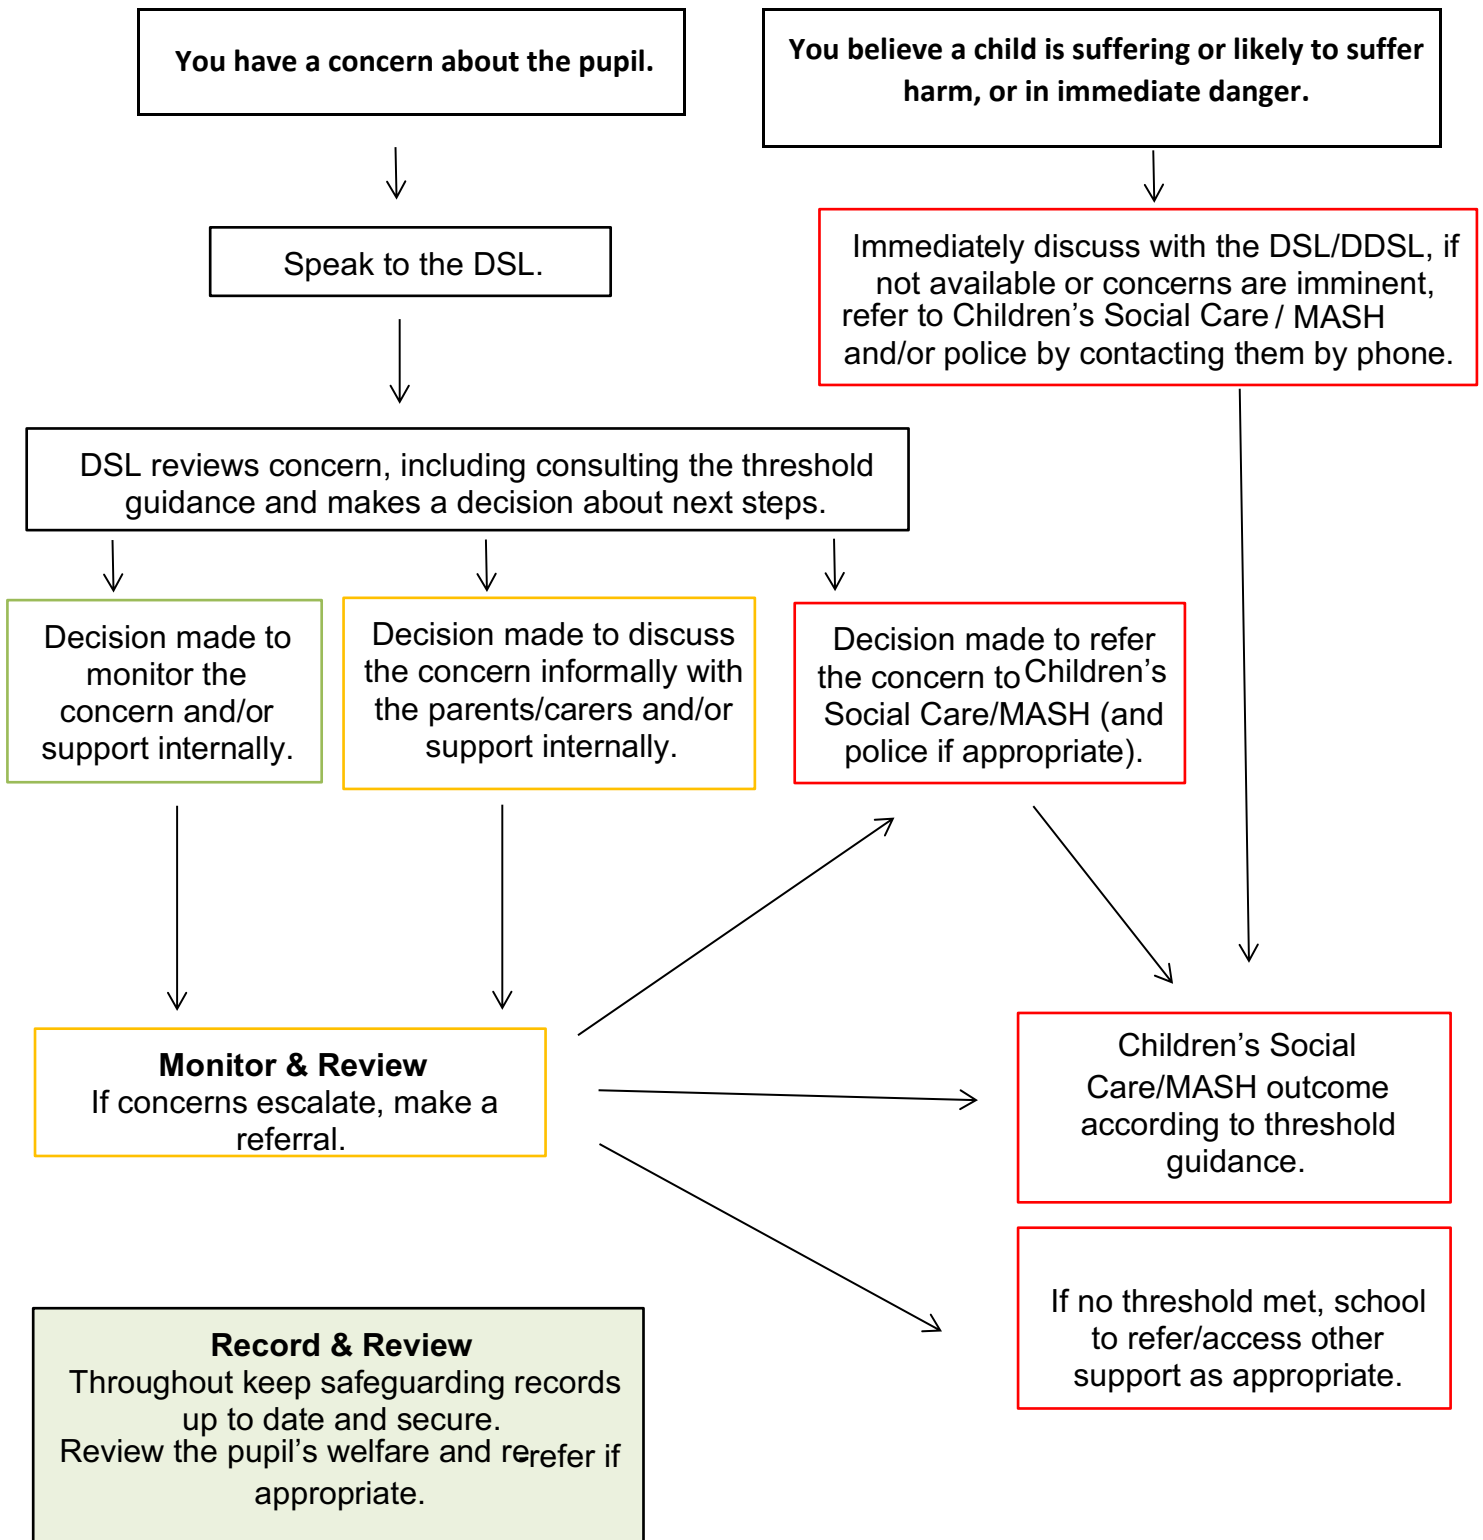 You have a concern about the pupil.
You believe a child is suffering or likely to suffer
harm, or in immediate danger.
Speak to the DSL.
Immediately discuss with the DSL/DDSL, if
not available or concerns are imminent,
refer to Children’s Social Care / MASH
and/or police by contacting them by phone.
DSL reviews concern, including consulting the threshold
guidance and makes a decision about next steps.
Decision made to
monitor the
concern and/or
support internally.
Decision made to discuss
the concern informally with
the parents/carers and/or
support internally.
Decision made to refer
the concern to Children’s
Social Care/MASH (and
police if appropriate).
Monitor & Review
If concerns escalate, make a
referral.
Children’s Social
Care/MASH outcome
according to threshold
guidance.
If no threshold met, school
to refer/access other
support as appropriate.
Record & Review
Throughout keep safeguarding records
up to date and secure.
Review the pupil’s welfare and re-refer if
appropriate.